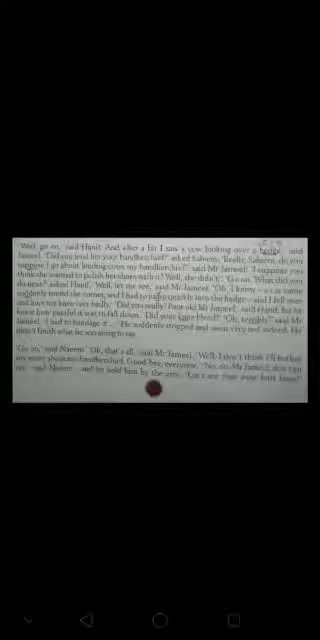 'Well, go on,' said Hanif. 'And after a bit I saw a cow looking over a hedge,' said
Jameel. 'Did you lend her your handkerchief?' asked Saleem. 'Really, Saleem, do you
suppose I go about lending cows my handkerchief?' said Mr Jameel. 'I suppose you
think she wanted to polish her shoes with it? Well, she didn't.' 'Go on. What did you
do next?' asked Hanif. 'Well, let me see,' said Mr Jameel. 'Oh, I know – a car came
suddenly round the corner, and I had to jump quickly into the hedge – and I fell over
and hurt my knee very badly.' 'Did you really? Poor old Mr Jameel,' said Hanif, for he
knew how painful it was to fall down. 'Did your knee bleed?' 'Oh, terribly,' said Mr
Jameel. 'I had to bandage it ...' He suddenly stopped and went very red indeed. He
didn't finish what he was going to say.
'Go on,' said Naeem. 'Oh, that's all,' said Mr Jameel. 'Well, I don't think I'll bother
any more about my handkerchief. Good-bye, everyone.' 'No, no, Mr Jameel, don't go
yet,' said Naeem, and he held him by the arm. 'Let's see your poor hurt knee!'